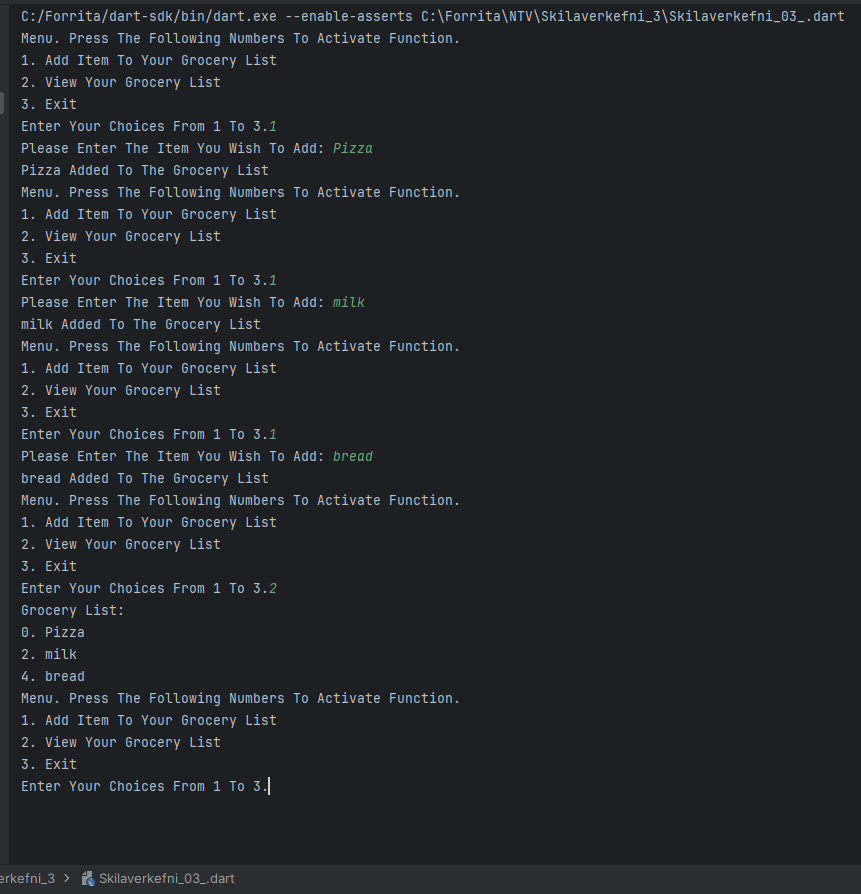 C:/Forrita/dart-sdk/bin/dart.exe --enable-asserts C:\Forrita\NTV\Skilaverkefni_3\Skilaverkefni_03_.dart
Menu. Press The Following Numbers To Activate Function.
1. Add Item To Your Grocery List
2. View Your Grocery List
3. Exit
Enter Your Choices From 1 To 3.1
Please Enter The Item You Wish To Add: Pizza
Pizza Added To The Grocery List
Menu. Press The Following Numbers To Activate Function.
1. Add Item To Your Grocery List
2. View Your Grocery List
3. Exit
Enter Your Choices From 1 To 3.1
Please Enter The Item You Wish To Add: milk
milk Added To The Grocery List
Menu. Press The Following Numbers To Activate Function.
1. Add Item To Your Grocery List
2. View Your Grocery List
3. Exit
Enter Your Choices From 1 To 3.1
Please Enter The Item You Wish To Add: bread
bread Added To The Grocery List
Menu. Press The Following Numbers To Activate Function.
1. Add Item To Your Grocery List
2. View Your Grocery List
3. Exit
Enter Your Choices From 1 To 3.2
Grocery List:
0. Pizza
2. milk
4. bread
Menu. Press The Following Numbers To Activate Function.
1. Add Item To Your Grocery List
2. View Your Grocery List
3. Exit
Enter Your Choices From 1 To 3.
erkefni_3 > Skilaverkefni_03_.dart